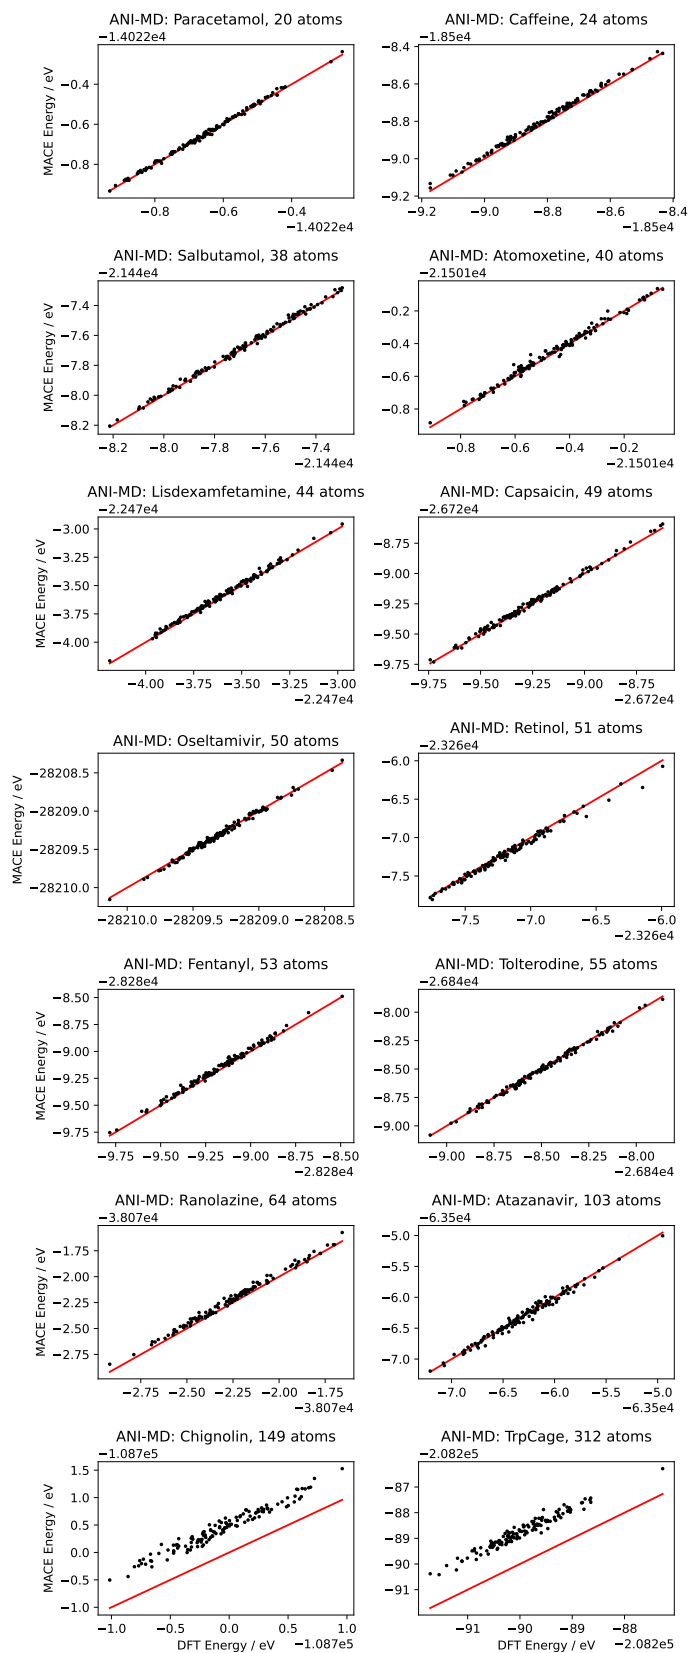 ANI-MD: Paracetamol, 20 atoms
−1.4022e4
MACE Energy / eV
−0.4
−0.6
−0.8
−0.8 −0.6 −0.4
−1.4022e4
ANI-MD: Caffeine, 24 atoms
−1.85e4
−8.4
−8.6
−8.8
−9.0
−9.2
−9.2 −9.0 −8.8 −8.6 −8.4
−1.85e4
ANI-MD: Salbutamol, 38 atoms
−2.144e4
MACE Energy / eV
−7.4
−7.6
−7.8
−8.0
−8.2
−8.2 −8.0 −7.8 −7.6 −7.4
−2.144e4
ANI-MD: Atomoxetine, 40 atoms
−2.1501e4
−0.2
−0.4
−0.6
−0.8
−0.8 −0.6 −0.4 −0.2
−2.1501e4
ANI-MD: Lisdexamfetamine, 44 atoms
−2.247e4
MACE Energy / eV
−3.00
−3.25
−3.50
−3.75
−4.00
−4.00 −3.75 −3.50 −3.25 −3.00
−2.247e4
ANI-MD: Capsaicin, 49 atoms
−2.672e4
−8.75
−9.00
−9.25
−9.50
−9.75
−9.75 −9.50 −9.25 −9.00 −8.75
−2.672e4
ANI-MD: Oseltamivir, 50 atoms
MACE Energy / eV
−28208.5
−28209.0
−28209.5
−28210.0
−28210.0 −28209.5 −28209.0 −28208.5
ANI-MD: Retinol, 51 atoms
−2.326e4
−6.0
−6.5
−7.0
−7.5
−7.5 −7.0 −6.5 −6.0
−2.326e4
ANI-MD: Fentanyl, 53 atoms
−2.828e4
MACE Energy / eV
−8.50
−8.75
−9.00
−9.25
−9.50
−9.75
−9.75 −9.50 −9.25 −9.00 −8.75 −8.50
−2.828e4
ANI-MD: Tolterodine, 55 atoms
−2.684e4
−8.00
−8.25
−8.50
−8.75
−9.00
−9.00 −8.75 −8.50 −8.25 −8.00
−2.684e4
ANI-MD: Ranolazine, 64 atoms
−3.807e4
MACE Energy / eV
−1.75
−2.00
−2.25
−2.50
−2.75
−2.75 −2.50 −2.25 −2.00 −1.75
−3.807e4
ANI-MD: Atazanavir, 103 atoms
−6.35e4
−5.0
−5.5
−6.0
−6.5
−7.0
−7.0 −6.5 −6.0 −5.5 −5.0
−6.35e4
ANI-MD: Chignolin, 149 atoms
−1.087e5
MACE Energy / eV
1.5
1.0
0.5
0.0
−0.5
−1.0
−1.0 −0.5 0.0 0.5 1.0
DFT Energy / eV
−1.087e5
ANI-MD: TrpCage, 312 atoms
−2.082e5
−87
−88
−89
−90
−91
−91 −90 −89 −88
DFT Energy / eV
−2.082e5